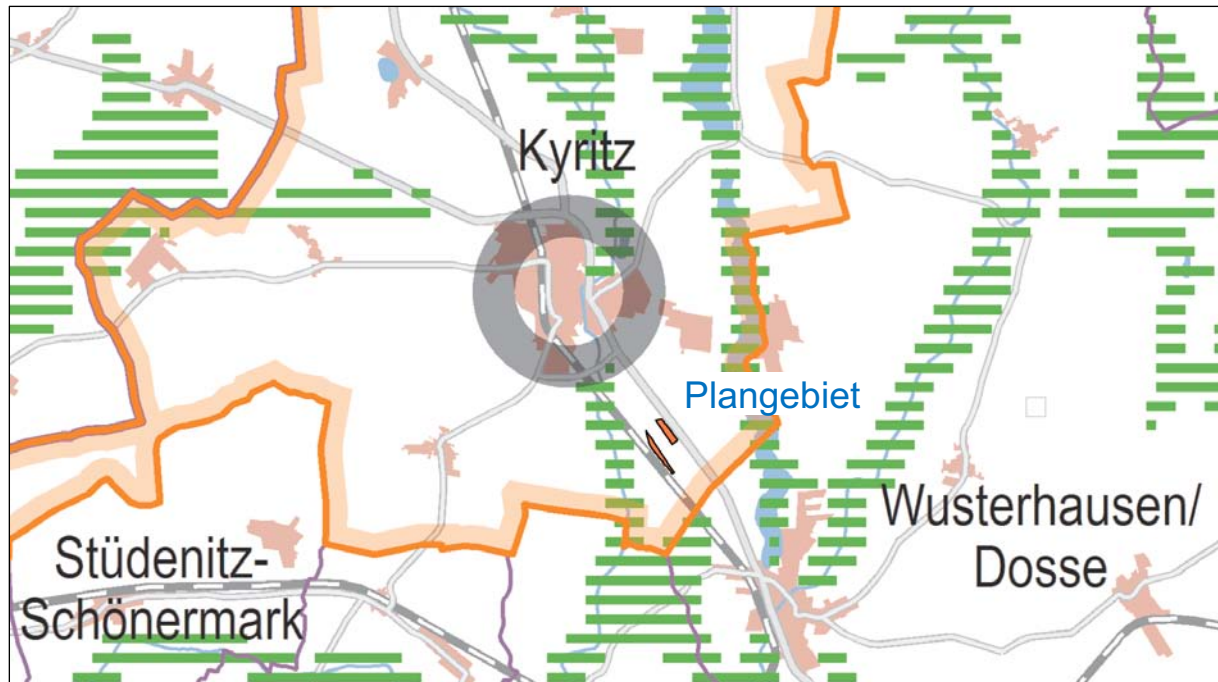 Kyritz
Plangebiet
Wusterhausen/
Dosse
Stüdenitz-
Schönermark